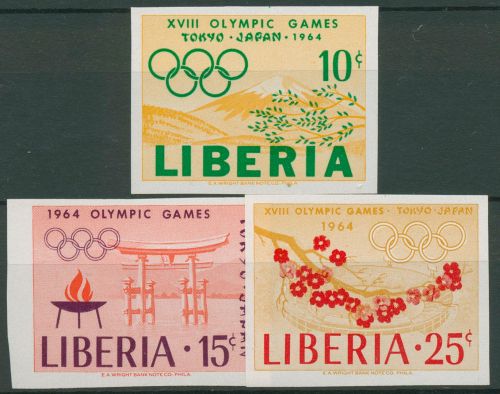 XVIII OLYMPIC GAMES
TOKYO · JAPAN · 1964
10¢
LIBERIA
E.A. WRIGHT BANK NOTE CO. PHILA.
1964 OLYMPIC GAMES
TOKYO·JAPAN
LIBERIA·15¢
E.A. WRIGHT BANK NOTE CO. PHILA.
XVIII OLYMPIC GAMES · TOKYO·JAPAN
1964
LIBERIA·25¢
E.A. WRIGHT BANK NOTE CO. PHILA.